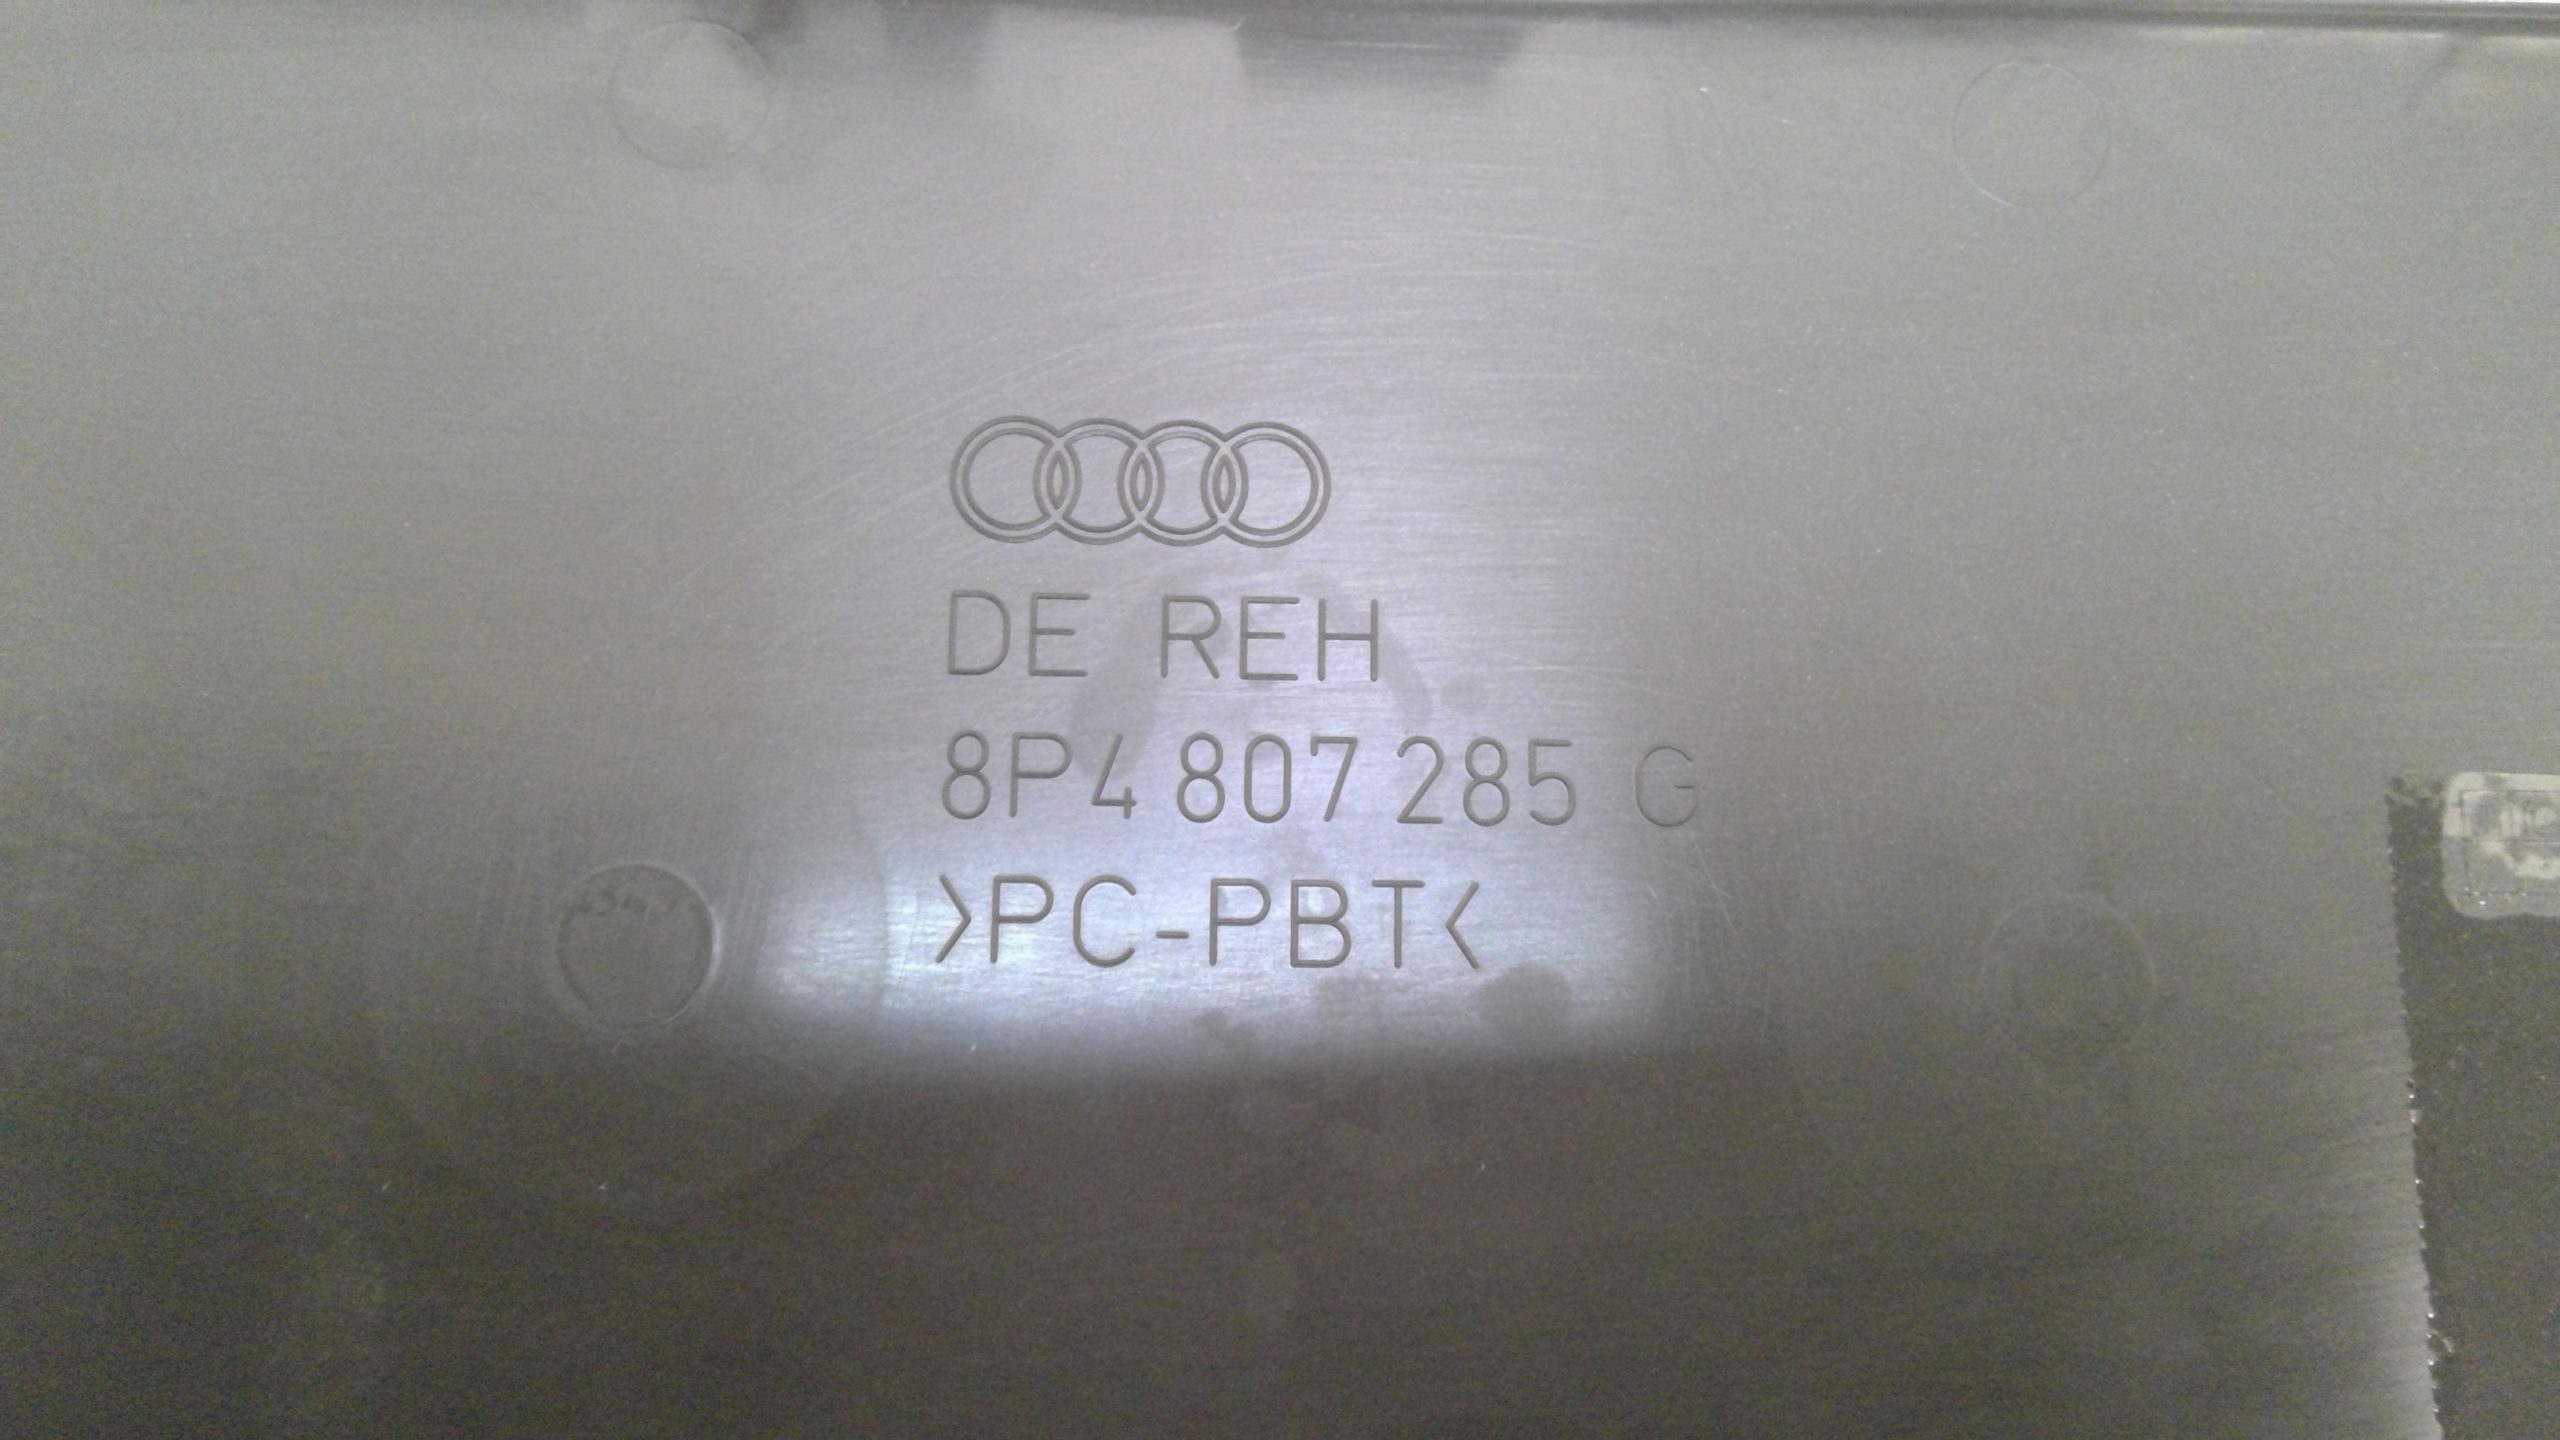 DE REH
8P4 807 285 G
>PC-PBT<